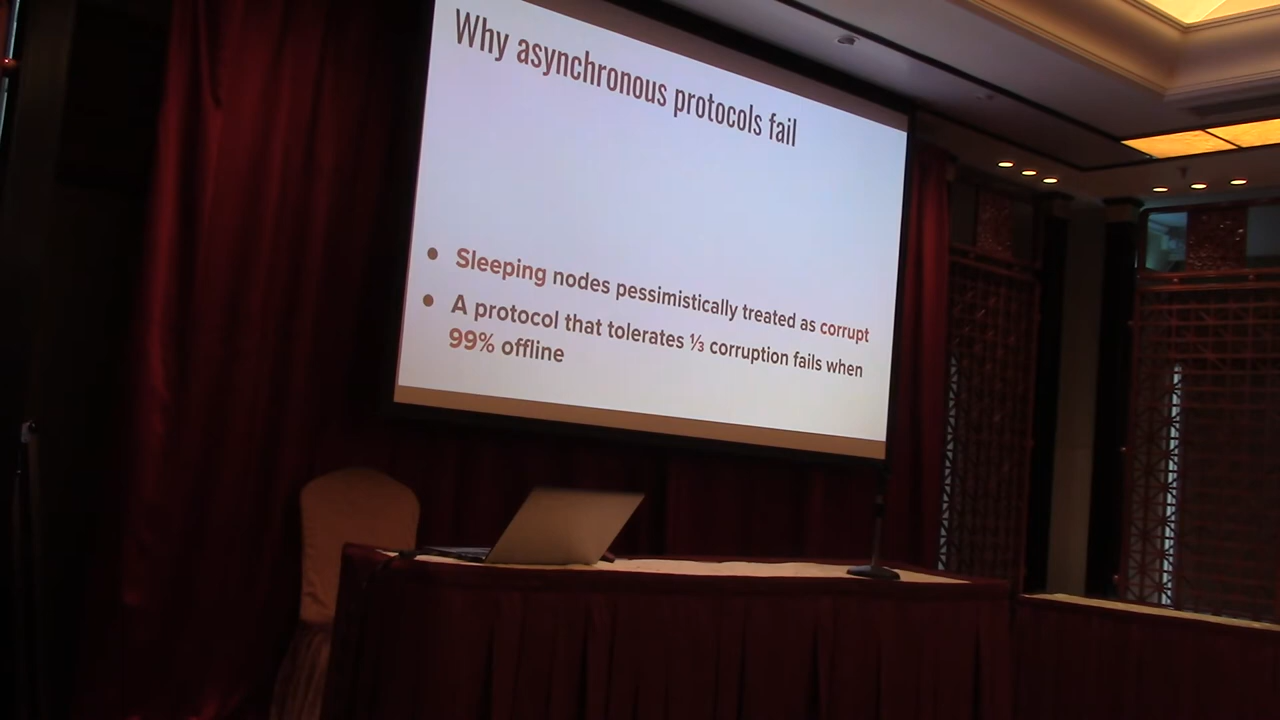 Why asynchronous protocols fail
• Sleeping nodes pessimistically treated as corrupt
• A protocol that tolerates ⅓ corruption fails when
99% offline